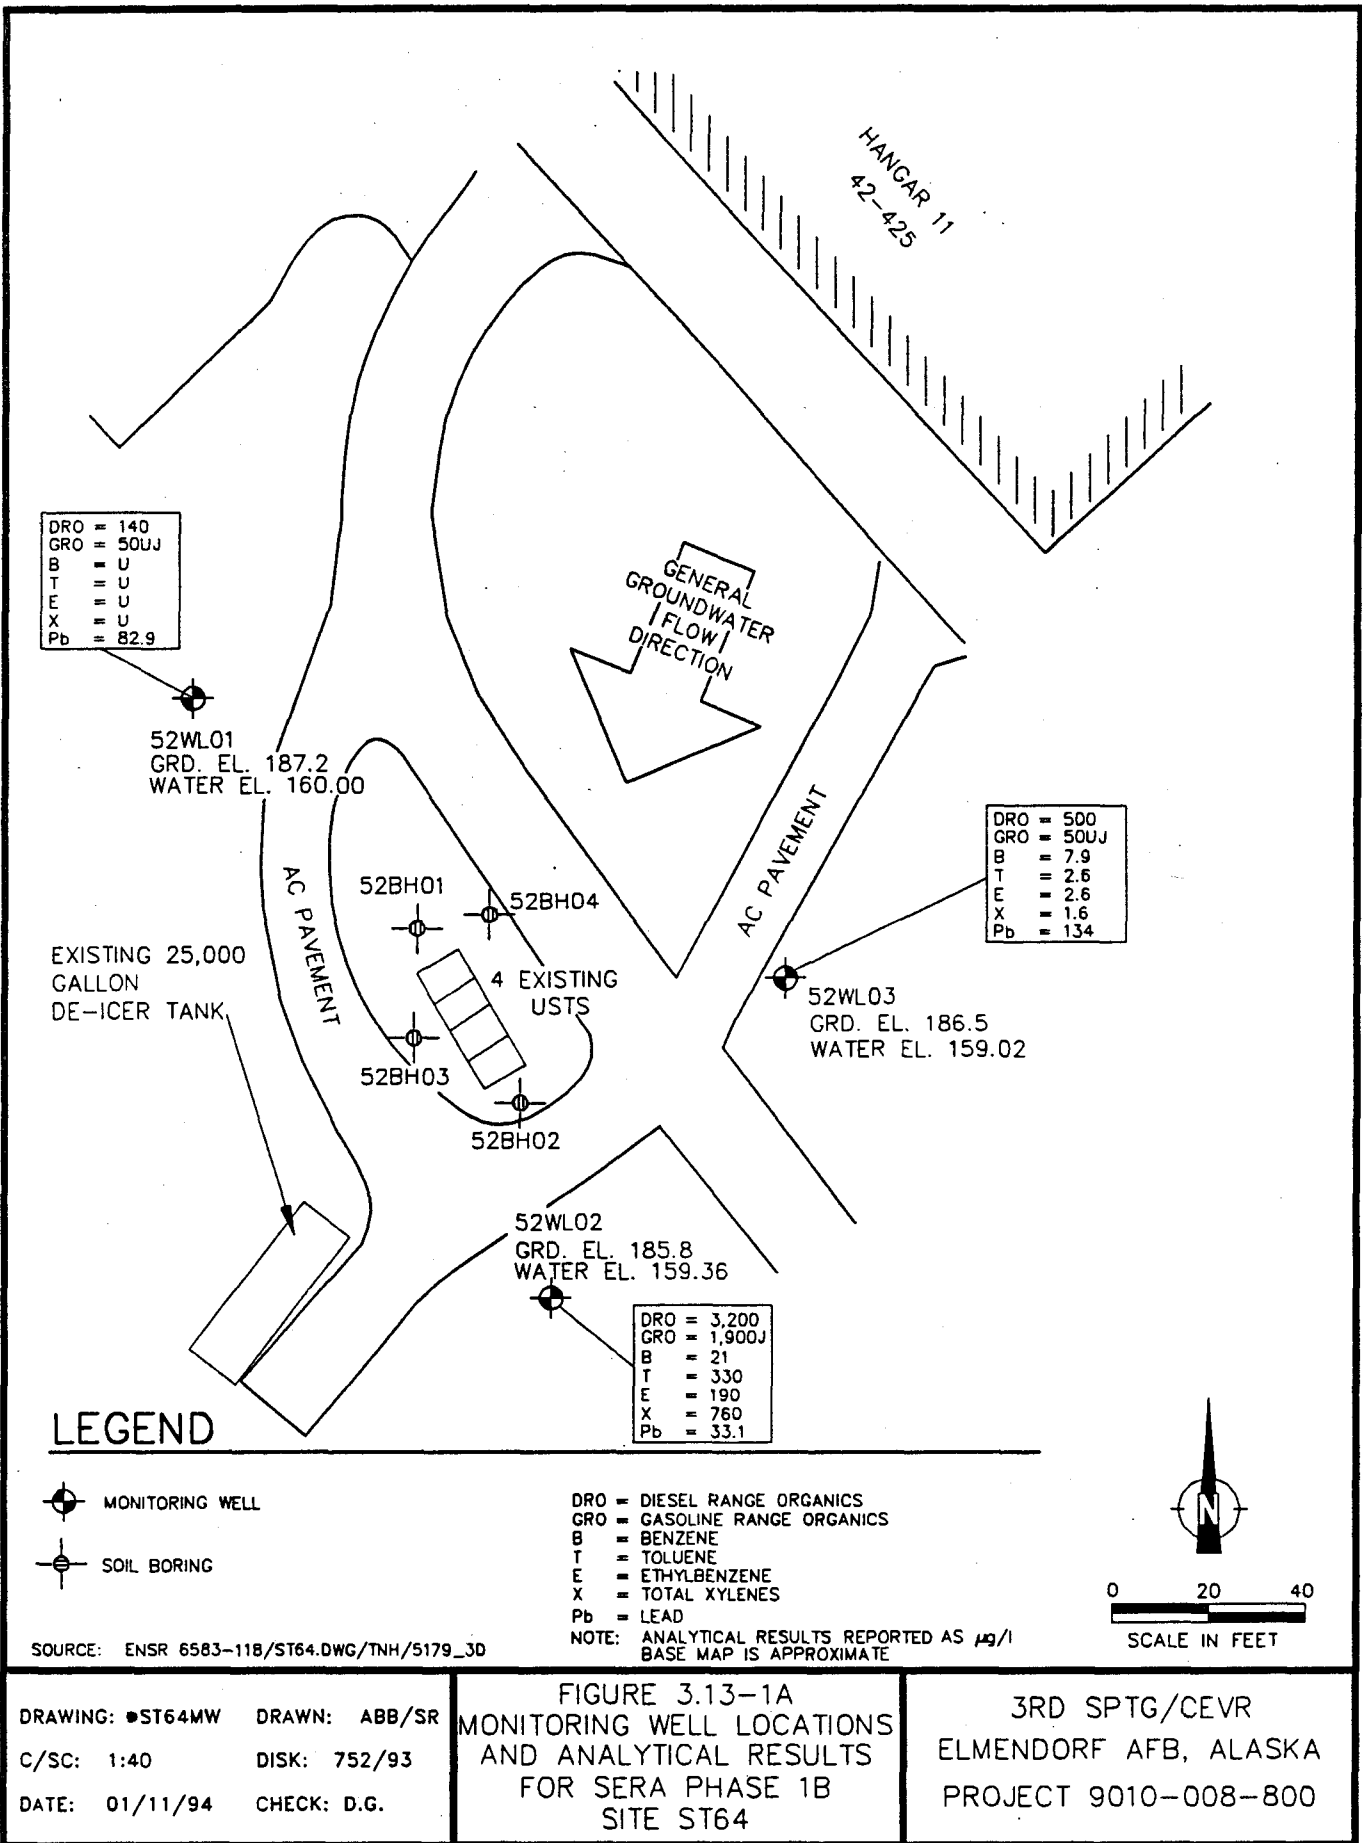 HANGAR 11
42-425
DRO = 140
GRO = 50UJ
B = U
T = U
E = U
X = U
Pb = 82.9
GENERAL
GROUNDWATER
FLOW
DIRECTION
52WL01
GRD. EL. 187.2
WATER EL. 160.00
AC PAVEMENT
AC PAVEMENT
DRO = 500
GRO = 50UJ
B = 7.9
T = 2.6
E = 2.6
X = 1.6
Pb = 134
52BH01
52BH04
EXISTING 25,000
GALLON
DE-ICER TANK
4 EXISTING
USTS
52WL03
GRD. EL. 186.5
WATER EL. 159.02
52BH03
52BH02
52WL02
GRD. EL. 185.8
WATER EL. 159.36
DRO = 3,200
GRO = 1,900J
B = 21
T = 330
E = 190
X = 760
Pb = 33.1
LEGEND
MONITORING WELL
SOIL BORING
DRO = DIESEL RANGE ORGANICS
GRO = GASOLINE RANGE ORGANICS
B = BENZENE
T = TOLUENE
E = ETHYLBENZENE
X = TOTAL XYLENES
Pb = LEAD
NOTE: ANALYTICAL RESULTS REPORTED AS µg/l
BASE MAP IS APPROXIMATE
N
0 20 40
SCALE IN FEET
SOURCE: ENSR 6583-118/ST64.DWG/TNH/5179_3D
DRAWING: ●ST64MW DRAWN: ABB/SR
C/SC: 1:40 DISK: 752/93
DATE: 01/11/94 CHECK: D.G.
FIGURE 3.13-1A
MONITORING WELL LOCATIONS
AND ANALYTICAL RESULTS
FOR SERA PHASE 1B
SITE ST64
3RD SPTG/CEVR
ELMENDORF AFB, ALASKA
PROJECT 9010-008-800